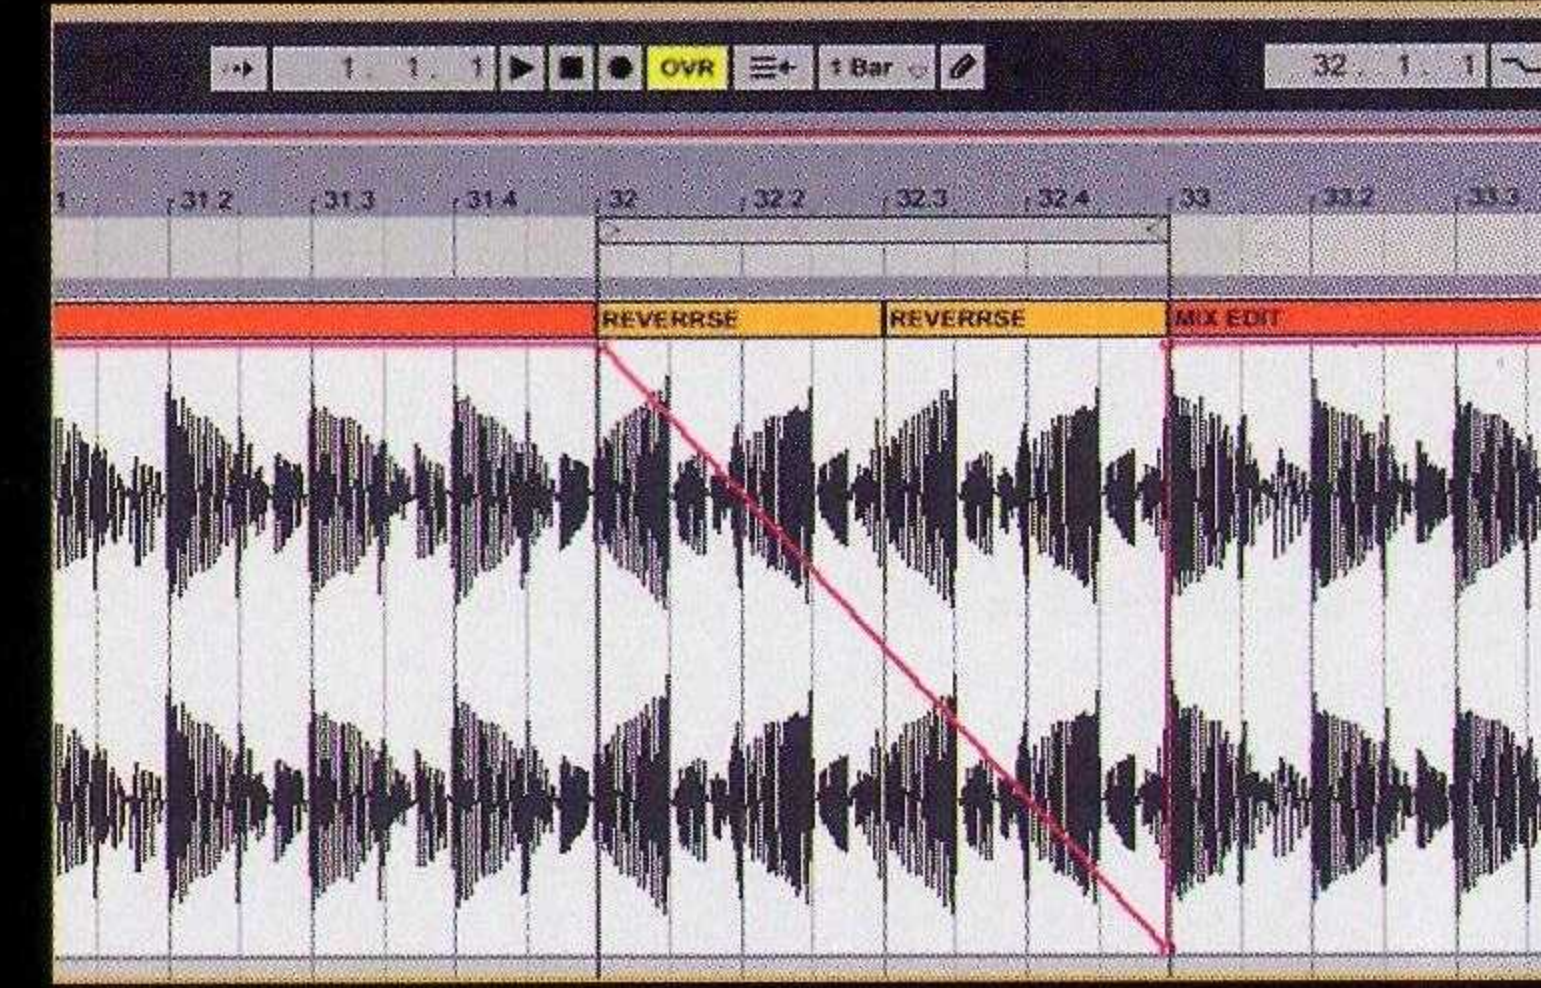 1. 1. 1 OVR 1 Bar 32. 1. 1
1 31.2 31.3 31.4 32 32.2 32.3 32.4 33 33.2 33.3
REVERRSE REVERRSE MIX EDIT